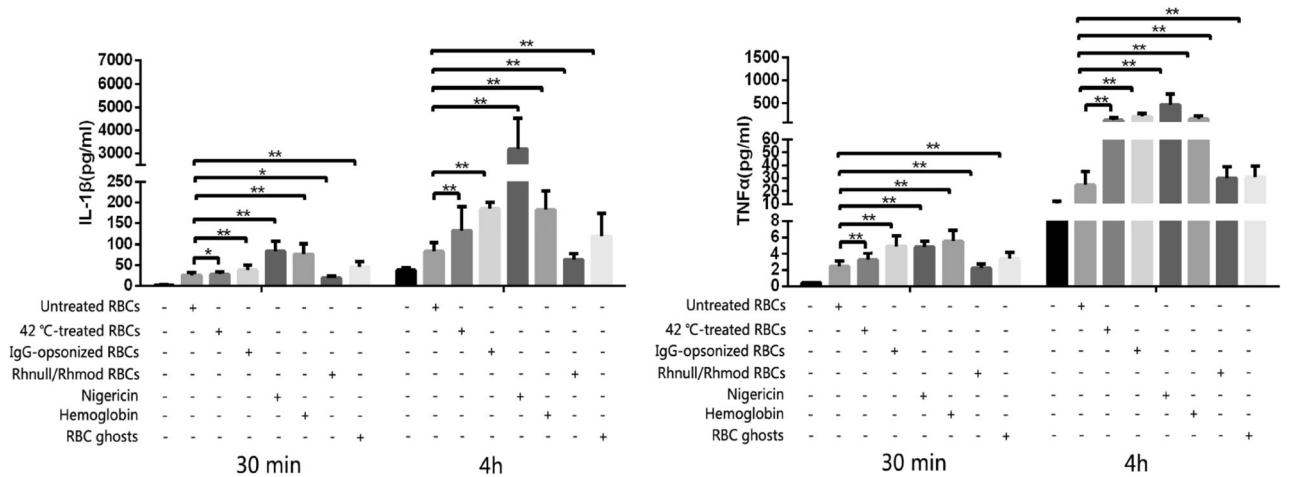 IL-1β(pg/ml)
7000
6000
5000
4000
3000
250
200
150
100
50
0
** * ** ** ** *
** ** ** ** ** **
Untreated RBCs - + - - - - - - - + - - - - - -
42 ℃-treated RBCs - - + - - - - - - - + - - - - -
IgG-opsonized RBCs - - - + - - - - - - - + - - - -
Rhnull/Rhmod RBCs - - - - - - + - - - - - - - + -
Nigericin - - - - + - - - - - - - + - - -
Hemoglobin - - - - - + - - - - - - - + - -
RBC ghosts - - - - - - - + - - - - - - - +
30 min 4h
TNFα(pg/ml)
1500
1000
500
60
50
40
30
20
10
8
6
4
2
0
** ** ** ** ** **
** ** ** ** ** **
Untreated RBCs - + - - - - - - - + - - - - - -
42 ℃-treated RBCs - - + - - - - - - - + - - - - -
IgG-opsonized RBCs - - - + - - - - - - - + - - - -
Rhnull/Rhmod RBCs - - - - - - + - - - - - - - + -
Nigericin - - - - + - - - - - - - + - - -
Hemoglobin - - - - - + - - - - - - - + - -
RBC ghosts - - - - - - - + - - - - - - - +
30 min 4h